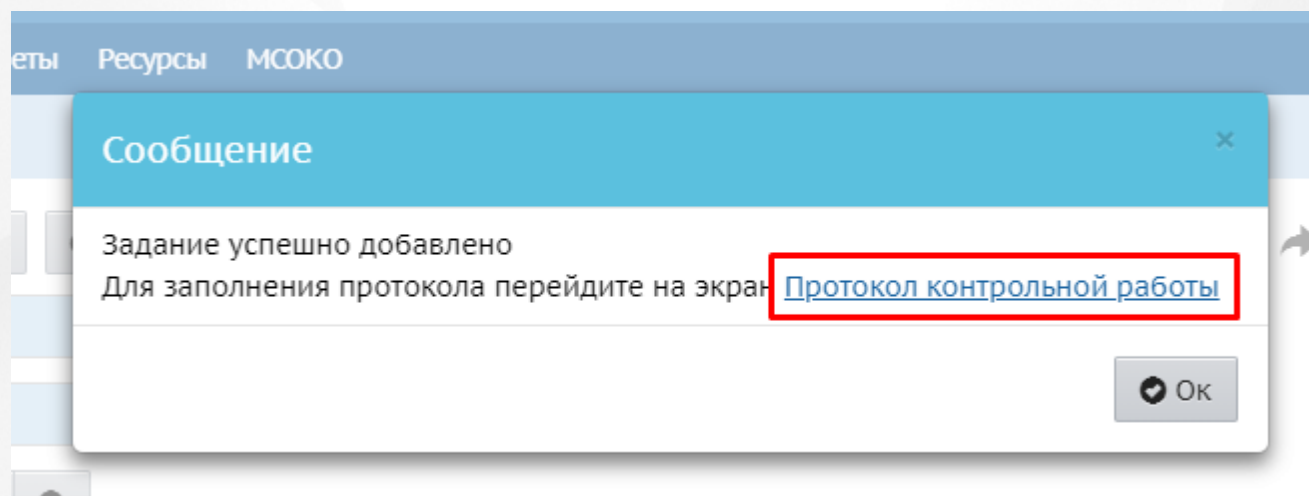 еты Ресурсы МСОКО
Сообщение
×
Задание успешно добавлено
Для заполнения протокола перейдите на экран Протокол контрольной работы
Ок